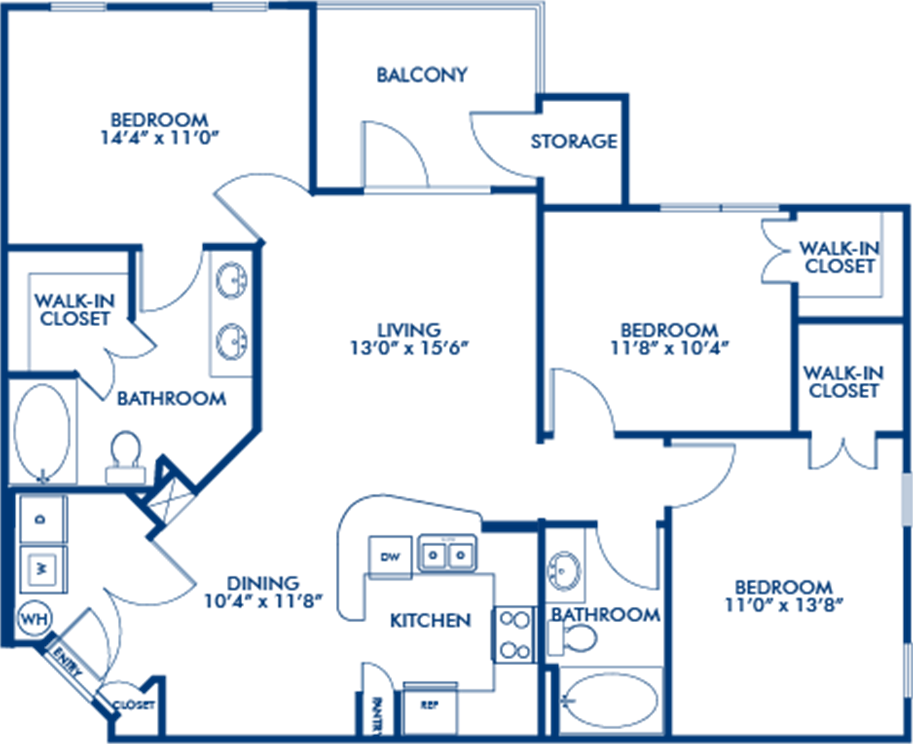 BALCONY
BEDROOM
14'4" x 11'0"
STORAGE
WALK-IN
CLOSET
WALK-IN
CLOSET
LIVING
13'0" x 15'6"
BEDROOM
11'8" x 10'4"
WALK-IN
CLOSET
BATHROOM
D
W
WH
DW
DINING
10'4" x 11'8"
KITCHEN
BATHROOM
BEDROOM
11'0" x 13'8"
ENTRY
CLOSET
PANTRY
REF